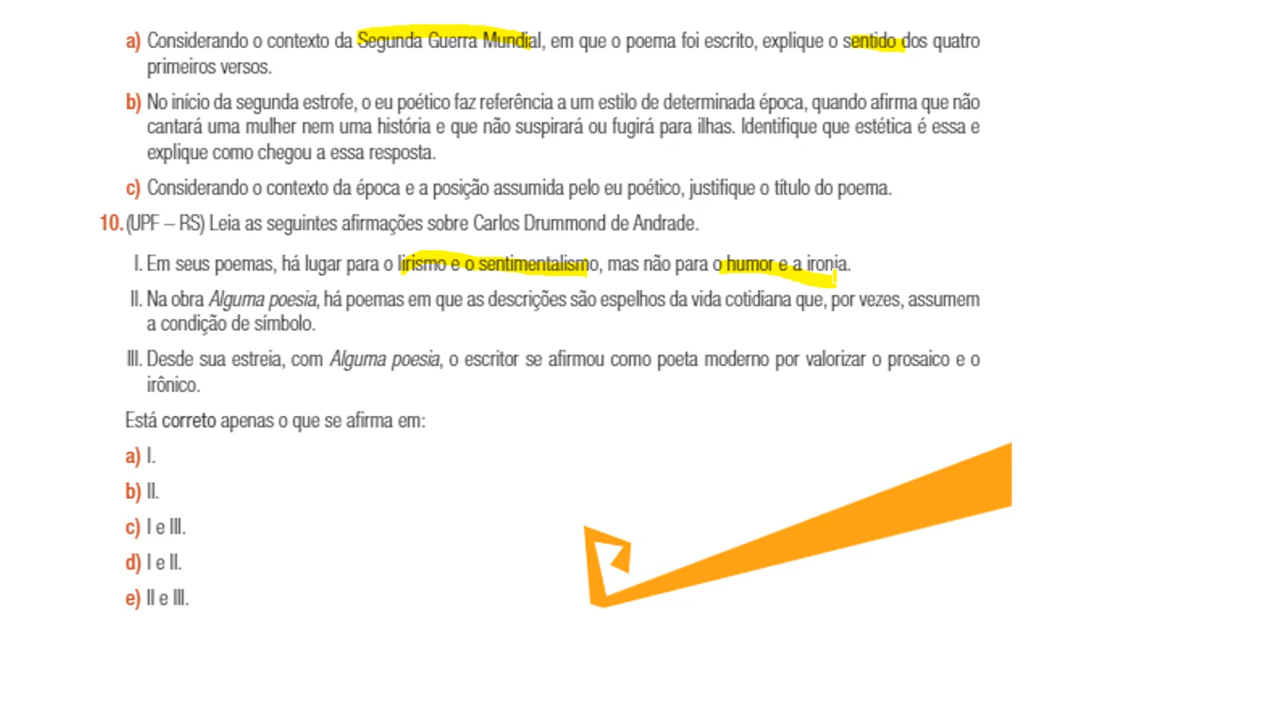 a) Considerando o contexto da Segunda Guerra Mundial, em que o poema foi escrito, explique o sentido dos quatro
primeiros versos.
b) No início da segunda estrofe, o eu poético faz referência a um estilo de determinada época, quando afirma que não
cantará uma mulher nem uma história e que não suspirará ou fugirá para ilhas. Identifique que estética é essa e
explique como chegou a essa resposta.
c) Considerando o contexto da época e a posição assumida pelo eu poético, justifique o título do poema.
10. (UPF – RS) Leia as seguintes afirmações sobre Carlos Drummond de Andrade.
I. Em seus poemas, há lugar para o lirismo e o sentimentalismo, mas não para o humor e a ironia.
II. Na obra Alguma poesia, há poemas em que as descrições são espelhos da vida cotidiana que, por vezes, assumem
a condição de símbolo.
III. Desde sua estreia, com Alguma poesia, o escritor se afirmou como poeta moderno por valorizar o prosaico e o
irônico.
Está correto apenas o que se afirma em:
a) I.
b) II.
c) I e III.
d) I e II.
e) II e III.